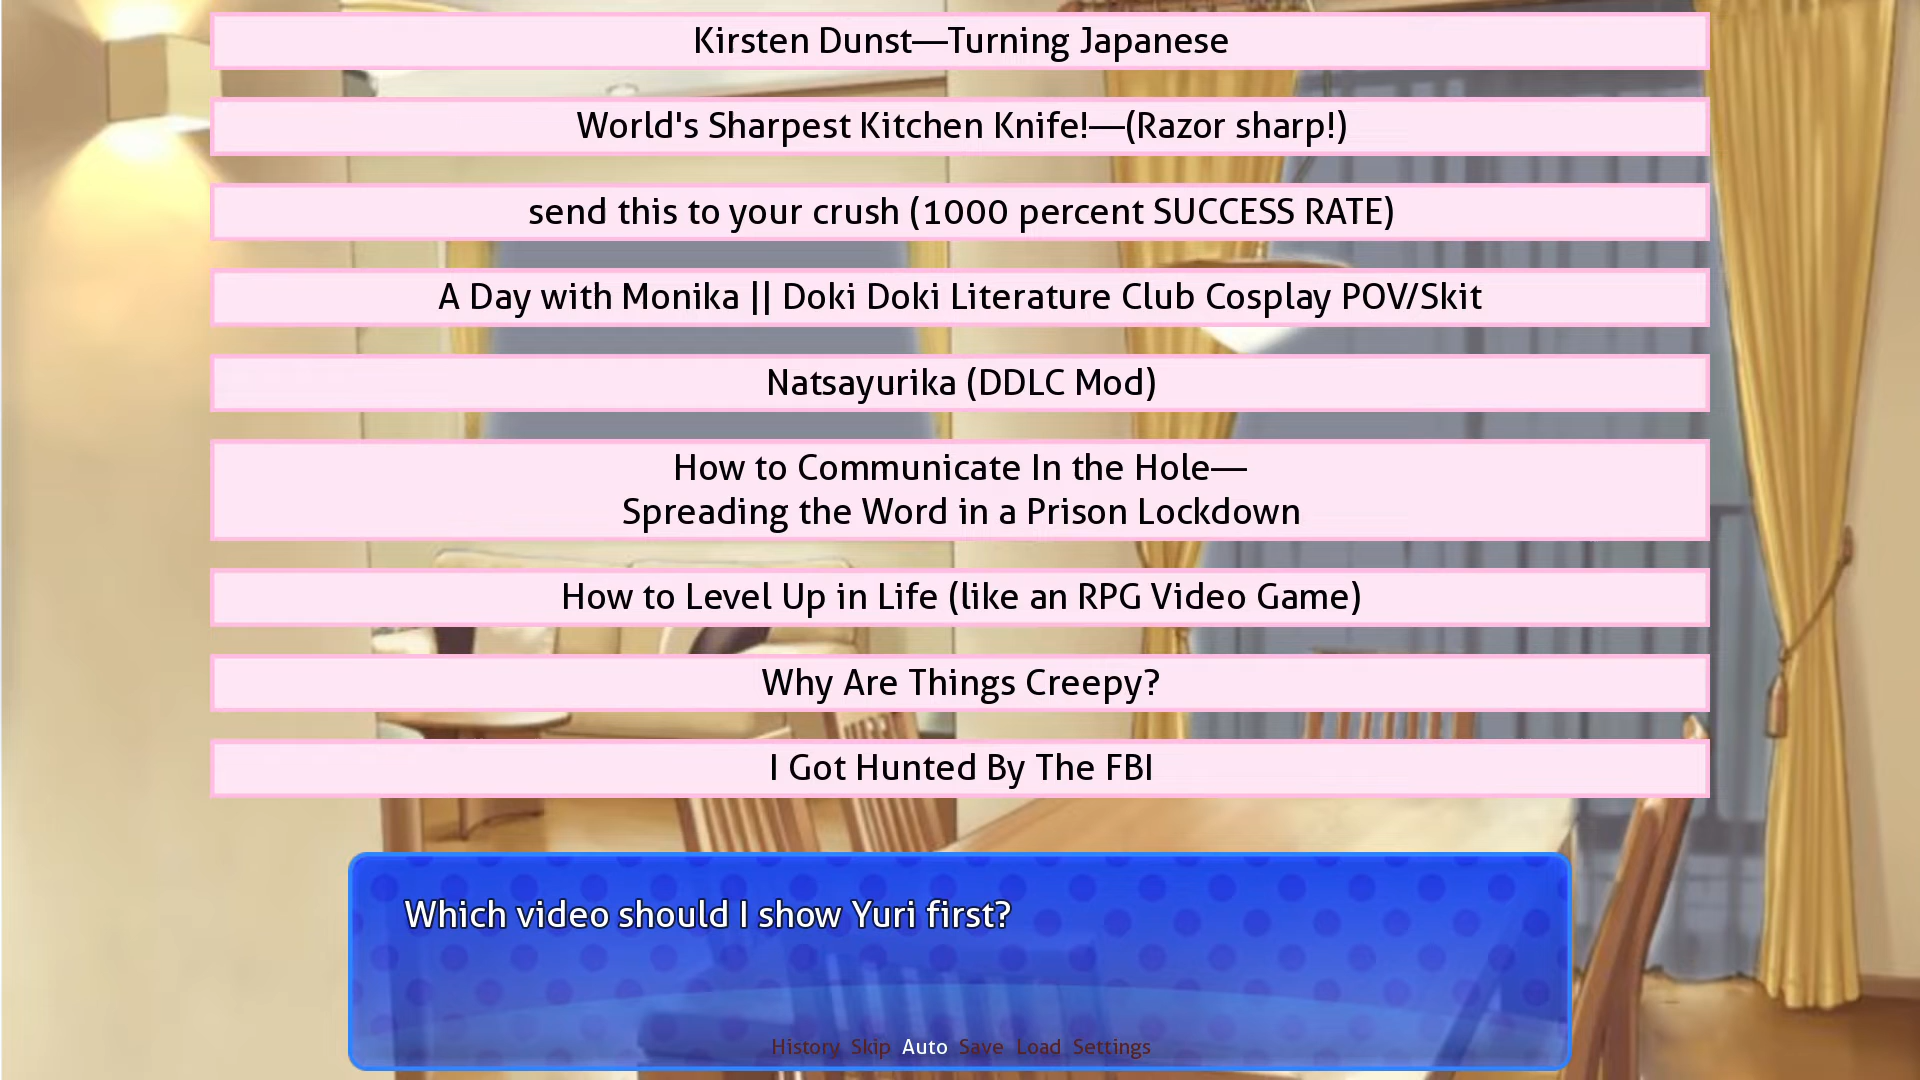 Kirsten Dunst—Turning Japanese
World's Sharpest Kitchen Knife!—(Razor sharp!)
send this to your crush (1000 percent SUCCESS RATE)
A Day with Monika || Doki Doki Literature Club Cosplay POV/Skit
Natsayurika (DDLC Mod)
How to Communicate In the Hole—
Spreading the Word in a Prison Lockdown
How to Level Up in Life (like an RPG Video Game)
Why Are Things Creepy?
I Got Hunted By The FBI
Which video should I show Yuri first?
History Skip Auto Save Load Settings